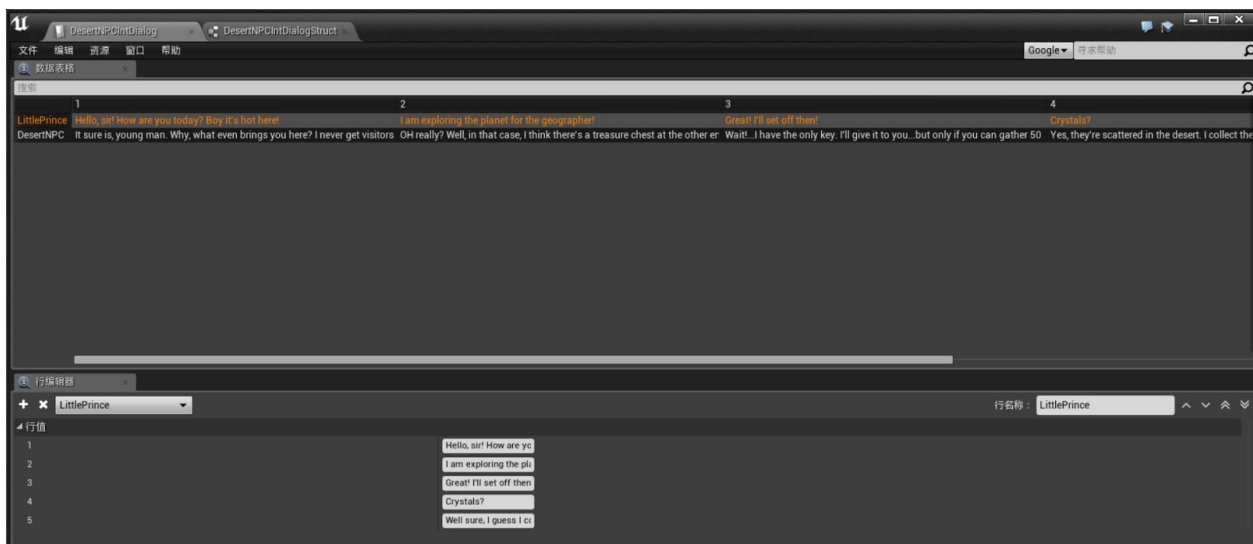 DesertNPCIntDialog DesertNPCIntDialogStruct
文件 编辑 资源 窗口 帮助 Google 寻求帮助
数据表格
搜索
1 2 3 4
LittlePrince Hello, sir! How are you today? Boy it's hot here! I am exploring the planet for the geographer! Great! I'll set off then! Crystals?
DesertNPC It sure is, young man. Why, what even brings you here? I never get visitors OH really? Well, in that case, I think there's a treasure chest at the other Wait!...I have the only key. I'll give it to you...but only if you can gather 50 Yes, they're scattered in the desert. I collect the
行编辑器
LittlePrince 行名称： LittlePrince
行值
1 Hello, sir! How are yo
2 I am exploring the pla
3 Great! I'll set off then
4 Crystals?
5 Well sure, I guess I co